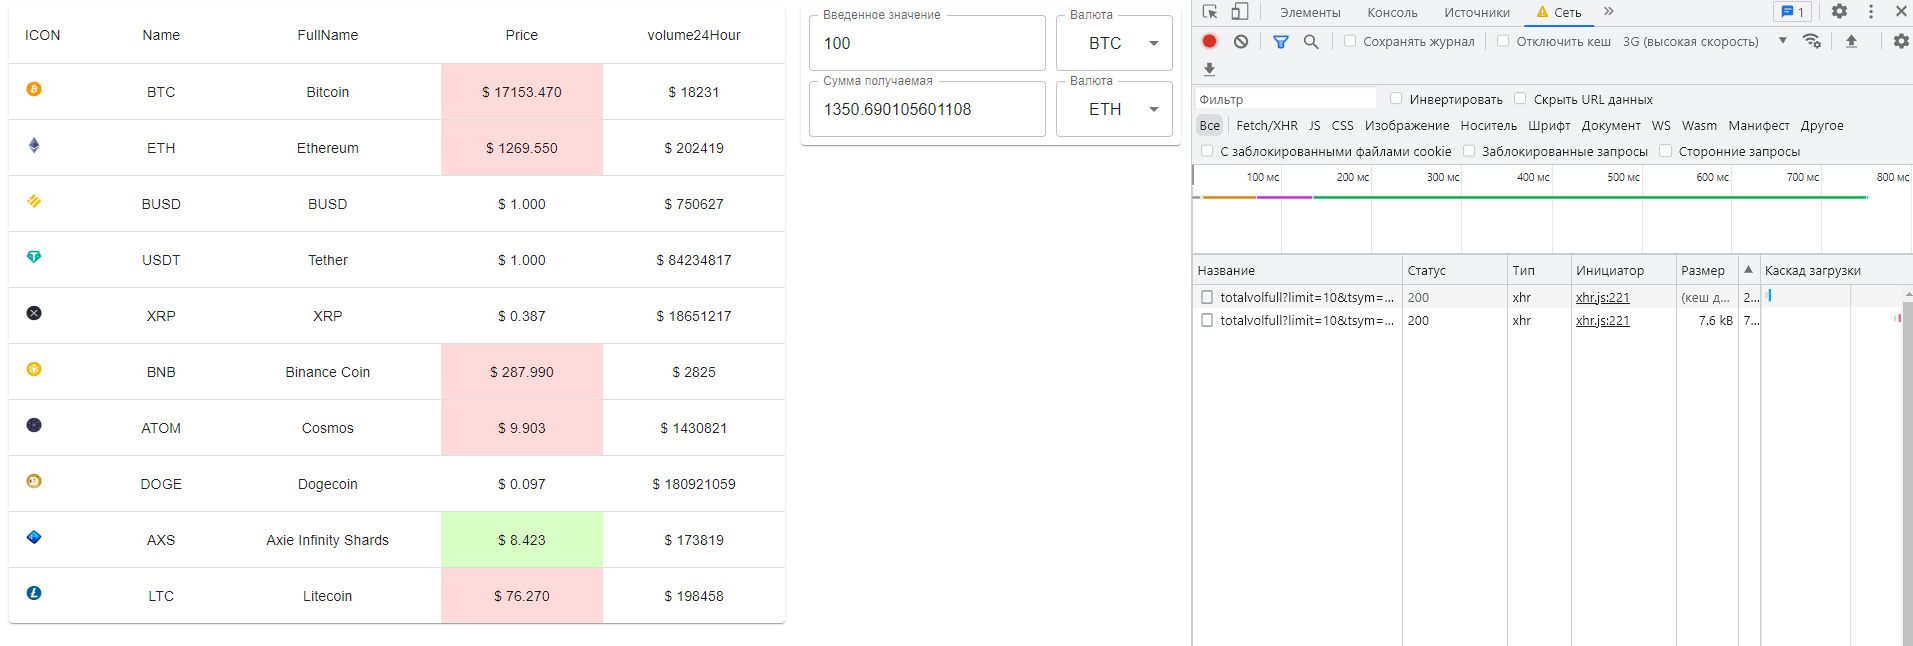 ICON Name FullName Price volume24Hour
BTC Bitcoin $ 17153.470 $ 18231
ETH Ethereum $ 1269.550 $ 202419
BUSD BUSD $ 1.000 $ 750627
USDT Tether $ 1.000 $ 84234817
XRP XRP $ 0.387 $ 18651217
BNB Binance Coin $ 287.990 $ 2825
ATOM Cosmos $ 9.903 $ 1430821
DOGE Dogecoin $ 0.097 $ 180921059
AXS Axie Infinity Shards $ 8.423 $ 173819
LTC Litecoin $ 76.270 $ 198458
Введенное значение Валюта
100 BTC
Сумма получаемая Валюта
1350.690105601108 ETH
Элементы Консоль Источники Сеть » 1
Сохранять журнал Отключить кеш 3G (высокая скорость)
Фильтр Инвертировать Скрыть URL данных
Все Fetch/XHR JS CSS Изображение Носитель Шрифт Документ WS Wasm Манифест Другое
С заблокированными файлами cookie Заблокированные запросы Сторонние запросы
100 мс 200 мс 300 мс 400 мс 500 мс 600 мс 700 мс 800 мс
Название Статус Тип Инициатор Размер Каскад загрузки
totalvolfull?limit=10&tsym=... 200 xhr xhr.js:221 (кеш д... 2...
totalvolfull?limit=10&tsym=... 200 xhr xhr.js:221 7.6 kB 7...